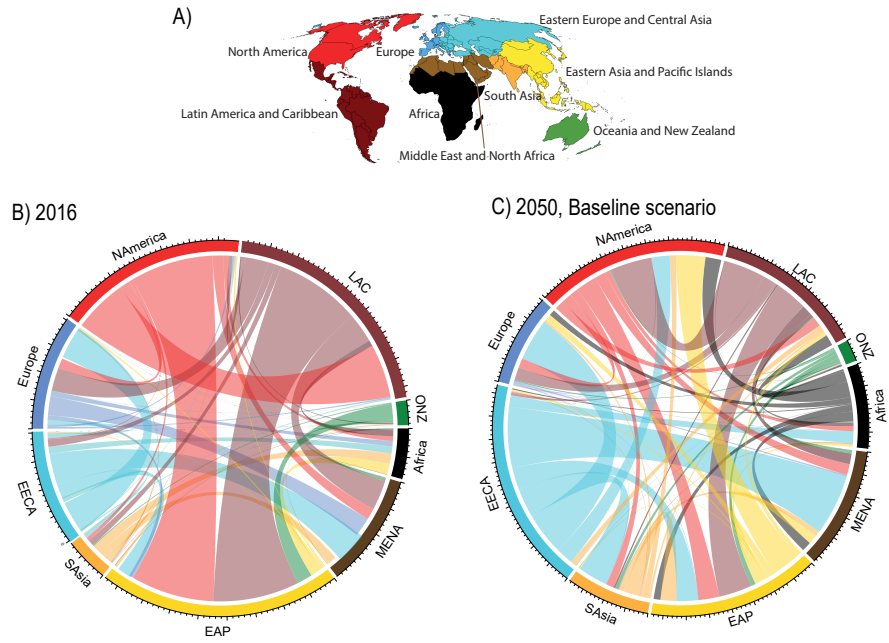 A)
Eastern Europe and Central Asia
North America
Europe
Eastern Asia and Pacific Islands
South Asia
Latin America and Caribbean
Africa
Oceania and New Zealand
Middle East and North Africa
B) 2016
NAmerica
LAC
Europe
ONZ
Africa
EECA
MENA
SAsia
EAP
C) 2050, Baseline scenario
NAmerica
LAC
Europe
ONZ
Africa
EECA
MENA
SAsia
EAP